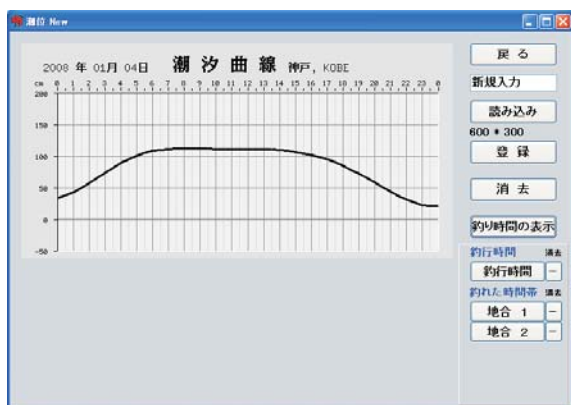 潮位 New
2008 年 01月 04日 潮 汐 曲 線 神戸, KOBE
cm 0 1 2 3 4 5 6 7 8 9 10 11 12 13 14 15 16 17 18 19 20 21 22 23 0
200
150
100
50
0
-50
戻 る
新規入力
読み込み
600 * 300
登 録
消 去
釣り時間の表示
釣行時間 消去
釣行時間 －
釣れた時間帯 消去
地合 1 －
地合 2 －